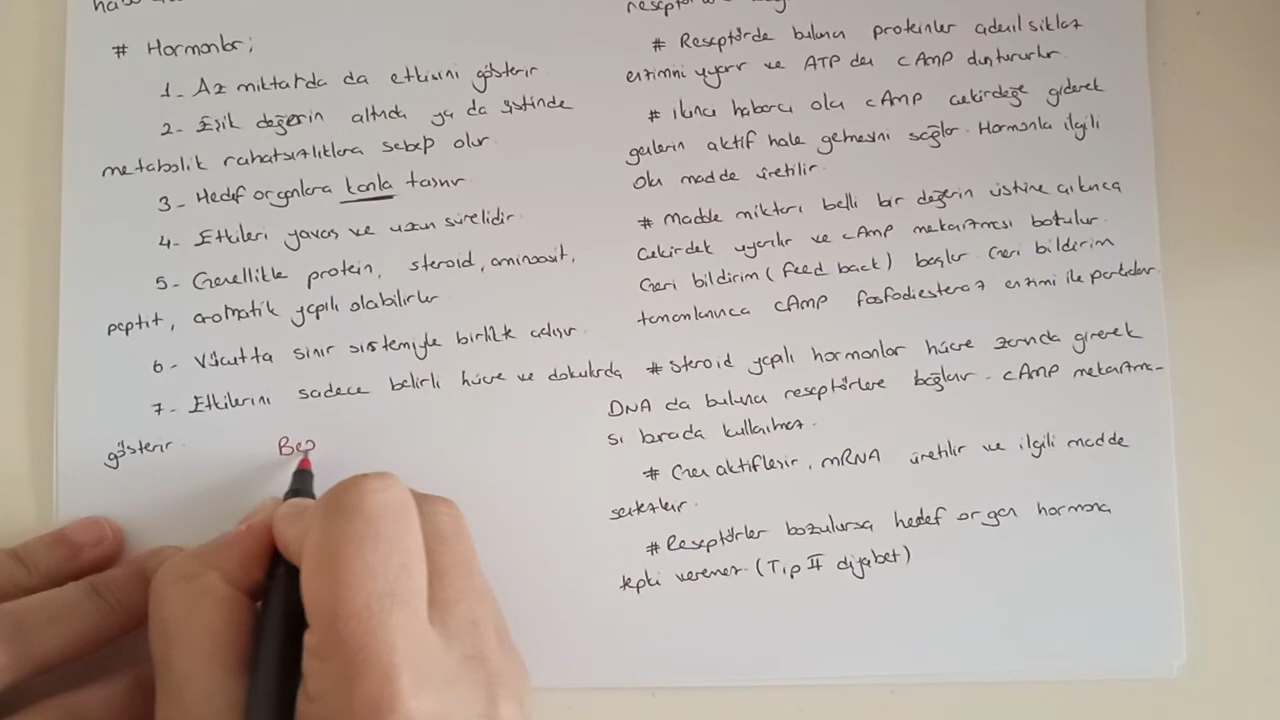 # Hormonlar;
1- Az miktarda da etkisini gösterir
2- Eşik değerin altında ya da üstünde
metabolik rahatsızlıklara sebep olur
3- Hedef organlara kanla taşınır
4- Etkileri yavaş ve uzun sürelidir.
5- Genellikle protein, steroid, aminoasit,
peptit, aromatik yapılı olabilirler
6- Vücutta sinir sistemiyle birlikte çalışır.
7- Etkilerini sadece belirli hücre ve dokularda
gösterir.
# Reseptörde bulunan proteinler adenil siklaz
enzimini uyarır ve ATP den cAMP oluştururlar.
# ikinci haberci olan cAMP çekirdeğe giderek
genlerin aktif hale gelmesini sağlar. Hormonla ilgili
olan madde üretilir.
# madde miktarı belli bir değerin üstüne çıkınca
çekirdek uyarılır ve cAMP mekanizması bozulur.
Geri bildirim (feed back) başlar Geri bildirim
tamamlanınca cAMP fosfodiesteraz enzimi ile parçalanır.
# Steroid yapılı hormonlar hücre zarından girerek
DNA da bulunan reseptörlere bağlanır. cAMP mekanizma-
sı burada kullanılmaz.
# Gen aktifleşir, mRNA üretilir ve ilgili madde
sentezlenir.
# Reseptörler bozulursa hedef organ hormona
tepki veremez. (Tip II diyabet)